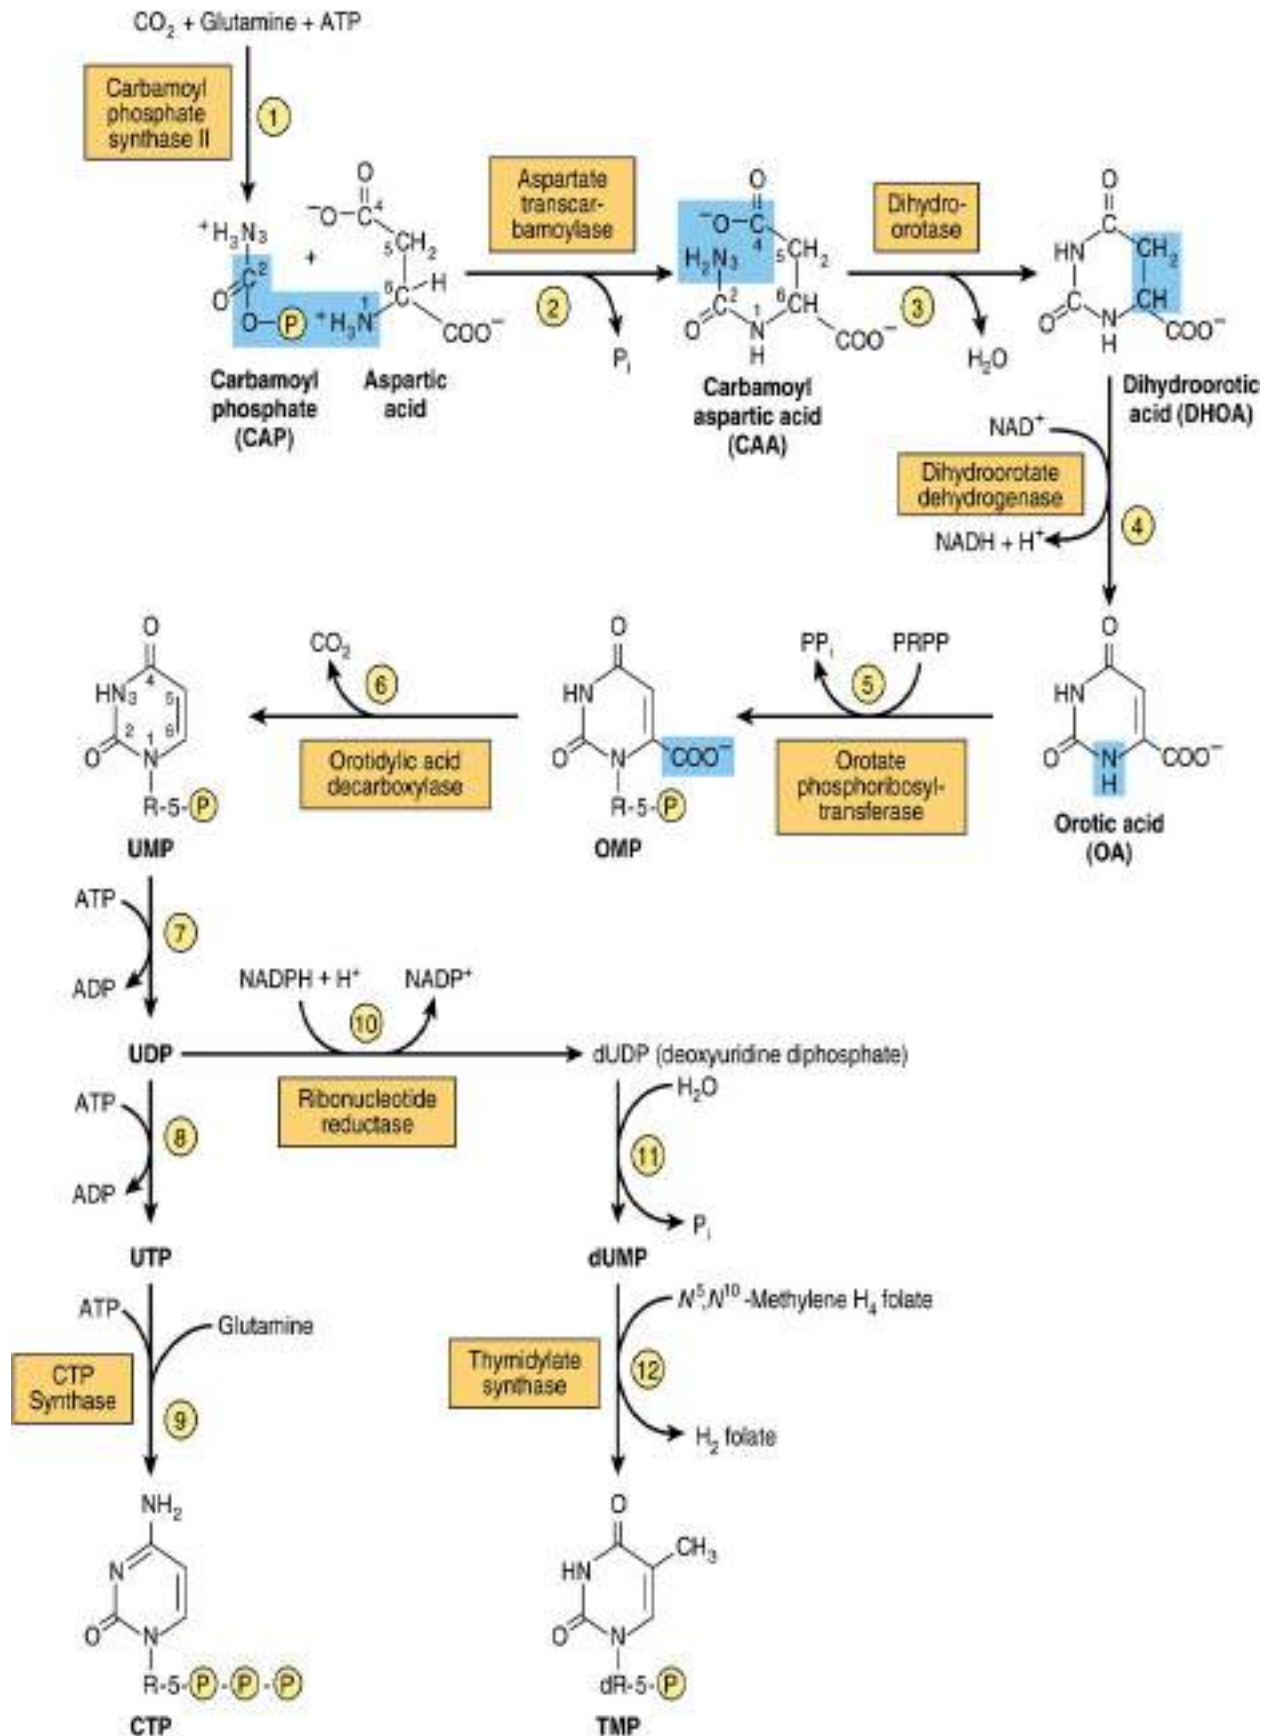 CO₂ + Glutamine + ATP
Carbamoyl
phosphate
synthase II
1
⁺H₃N3
C2
O
O–P
+
O
⁻O–C4
5CH₂
6C–H
1
⁺H₃N
COO⁻
Carbamoyl
phosphate
(CAP)
Aspartic
acid
Aspartate
transcar-
bamoylase
2
Pᵢ
O
⁻O–C
4
H₂N3
5CH₂
2
C
6CH
O
1
N
H
COO⁻
Carbamoyl
aspartic acid
(CAA)
Dihydro-
orotase
3
H₂O
O
C
HN
CH₂
C
CH
O
N
H
COO⁻
Dihydroorotic
acid (DHOA)
NAD⁺
Dihydroorotate
dehydrogenase
4
NADH + H⁺
O
HN
O
N
H
COO⁻
Orotic acid
(OA)
PPᵢ
PRPP
5
Orotate
phosphoribosyl-
transferase
O
HN
O
N
COO⁻
R-5-P
OMP
CO₂
6
Orotidylic acid
decarboxylase
O
4
HN3
5
2
6
1
O
N
R-5-P
UMP
ATP
7
ADP
UDP
NADPH + H⁺
NADP⁺
10
Ribonucleotide
reductase
dUDP (deoxyuridine diphosphate)
ATP
8
ADP
H₂O
11
Pᵢ
UTP
dUMP
ATP
Glutamine
CTP
Synthase
9
N⁵,N¹⁰ -Methylene H₄ folate
Thymidylate
synthase
12
H₂ folate
NH₂
N
O
N
R-5-P-P-P
CTP
O
CH₃
HN
O
N
dR-5-P
TMP